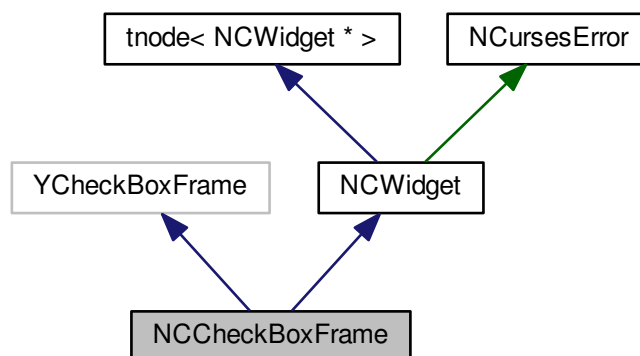 tnode< NCWidget * >
NCursesError
YCheckBoxFrame
NCWidget
NCCheckBoxFrame